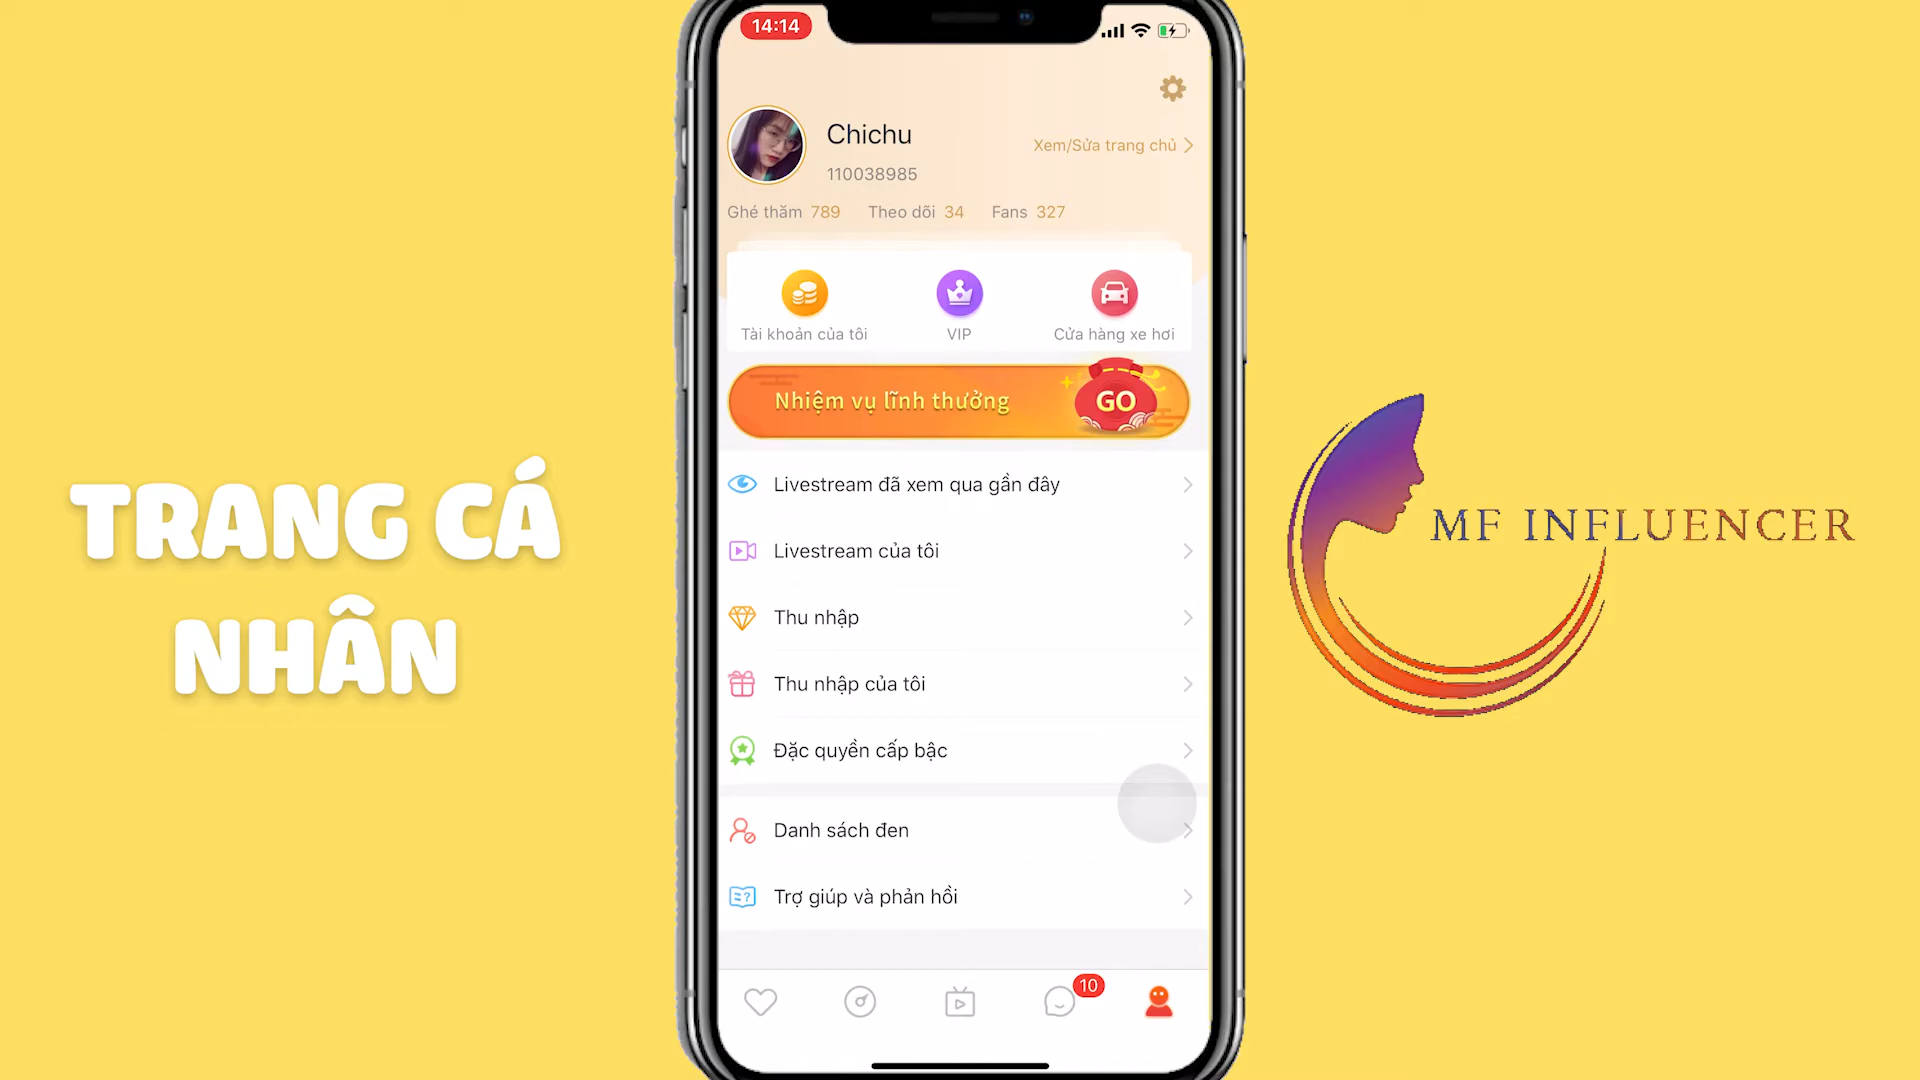 14:14
Chichu
110038985
Xem/Sửa trang chủ
Ghé thăm 789 Theo dõi 34 Fans 327
Tài khoản của tôi VIP Cửa hàng xe hơi
Nhiệm vụ lĩnh thưởng GO
Livestream đã xem qua gần đây
Livestream của tôi
Thu nhập
Thu nhập của tôi
Đặc quyền cấp bậc
Danh sách đen
Trợ giúp và phản hồi
10
TRANG CÁ
NHÂN
MF INFLUENCER